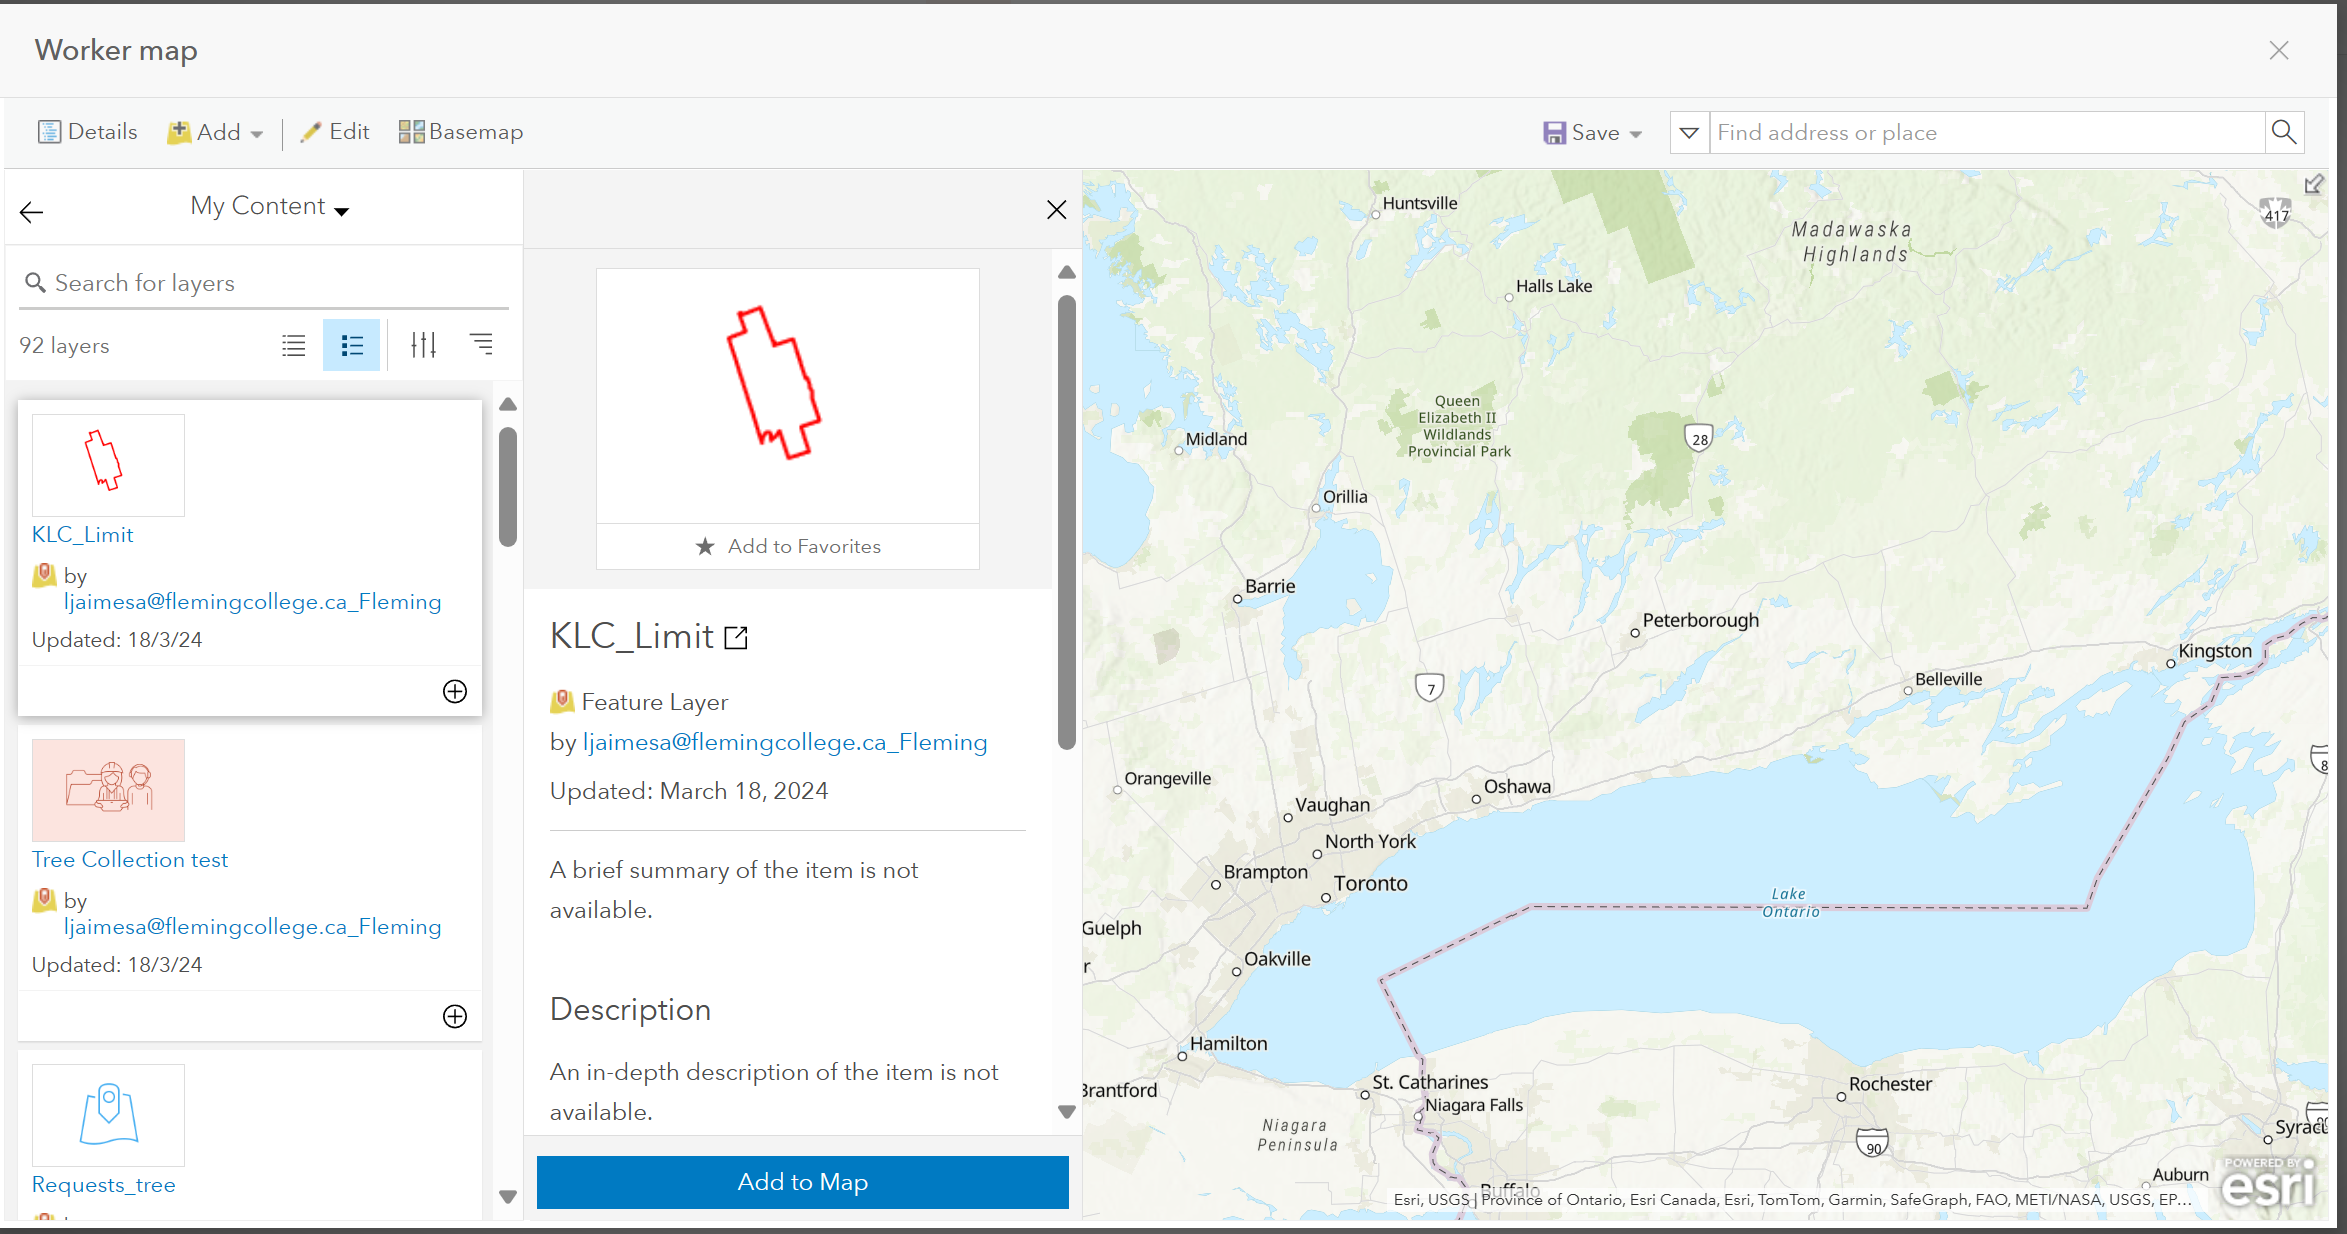 Worker map
Details
Add
Edit
Basemap
Save
Find address or place
My Content
Search for layers
92 layers
KLC_Limit
by
ljaimesa@flemingcollege.ca_Fleming
Updated: 18/3/24
Tree Collection test
by
ljaimesa@flemingcollege.ca_Fleming
Updated: 18/3/24
Requests_tree
Add to Favorites
KLC_Limit
Feature Layer
by ljaimesa@flemingcollege.ca_Fleming
Updated: March 18, 2024
A brief summary of the item is not
available.
Description
An in-depth description of the item is not
available.
Add to Map
Huntsville
Madawaska
Highlands
417
Halls Lake
Queen
Elizabeth II
Wildlands
Provincial Park
28
Midland
Orillia
Barrie
Peterborough
Kingston
Belleville
7
Orangeville
Oshawa
Vaughan
North York
Brampton
Toronto
8
Lake
Ontario
Guelph
r
Oakville
Hamilton
Brantford
St. Catharines
Niagara Falls
Niagara
Peninsula
Rochester
90
Syracu
Auburn
Buffalo
Esri, USGS | Province of Ontario, Esri Canada, Esri, TomTom, Garmin, SafeGraph, FAO, METI/NASA, USGS, EP...
POWERED BY
esri